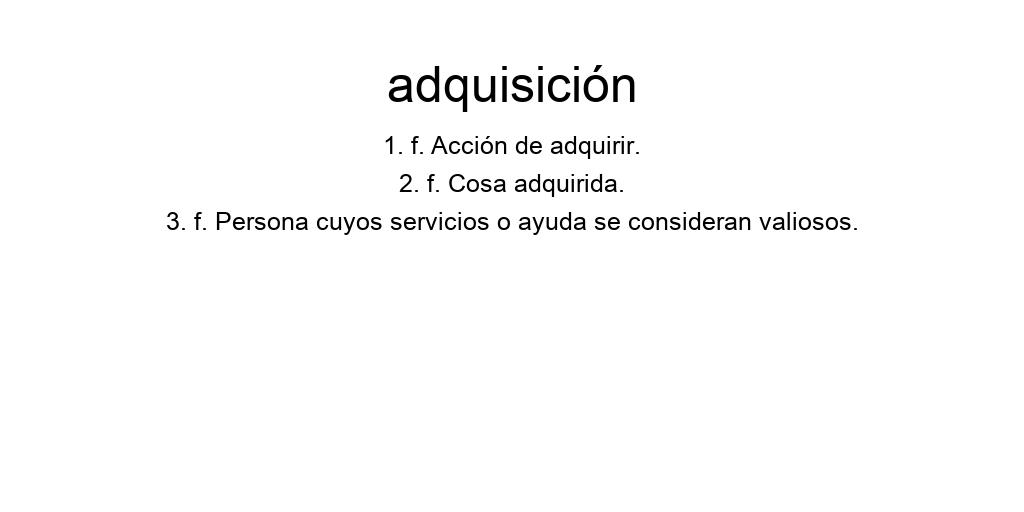 adquisición
1. f. Acción de adquirir.
2. f. Cosa adquirida.
3. f. Persona cuyos servicios o ayuda se consideran valiosos.